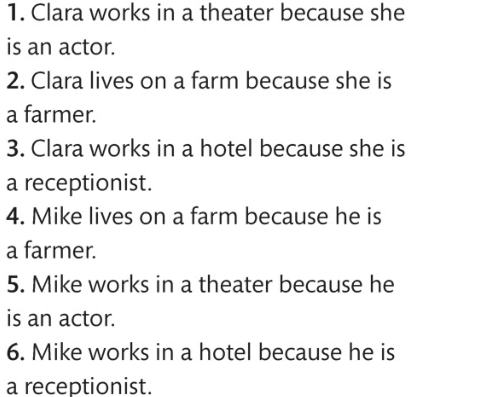 1. Clara works in a theater because she
is an actor.
2. Clara lives on a farm because she is
a farmer.
3. Clara works in a hotel because she is
a receptionist.
4. Mike lives on a farm because he is
a farmer.
5. Mike works in a theater because he
is an actor.
6. Mike works in a hotel because he is
a receptionist.